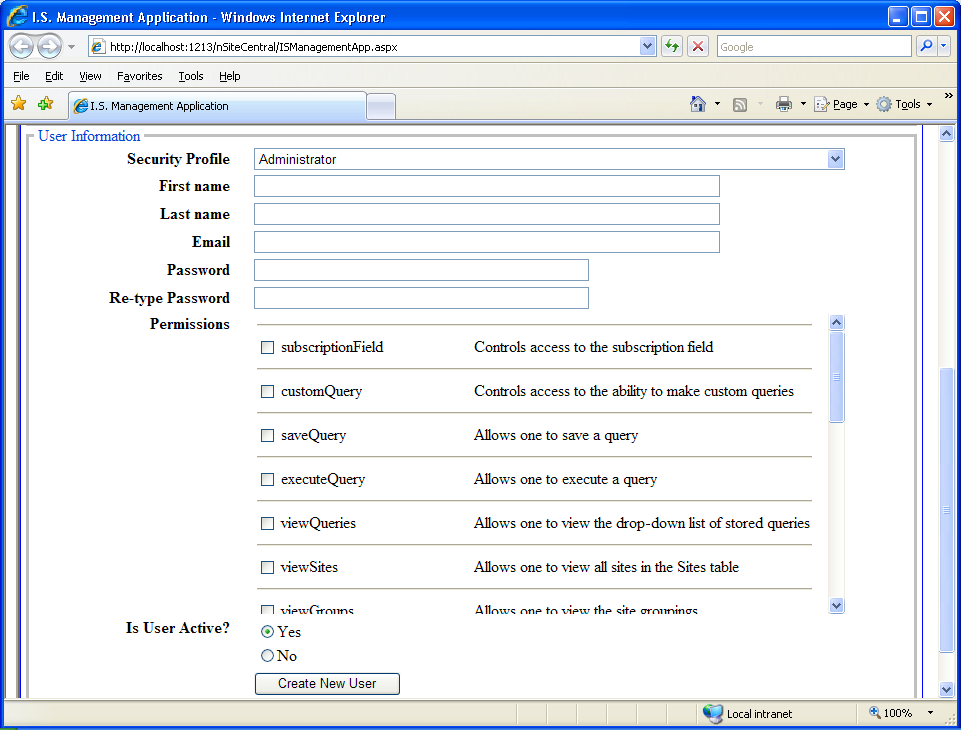 I.S. Management Application - Windows Internet Explorer
http://localhost:1213/nSiteCentral/ISManagementApp.aspx Google
File Edit View Favorites Tools Help
I.S. Management Application Page Tools »
User Information
Security Profile Administrator
First name
Last name
Email
Password
Re-type Password
Permissions
subscriptionField Controls access to the subscription field
customQuery Controls access to the ability to make custom queries
saveQuery Allows one to save a query
executeQuery Allows one to execute a query
viewQueries Allows one to view the drop-down list of stored queries
viewSites Allows one to view all sites in the Sites table
viewGroups Allows one to view the site groupings
Is User Active? Yes
No
Create New User
Local intranet 100%